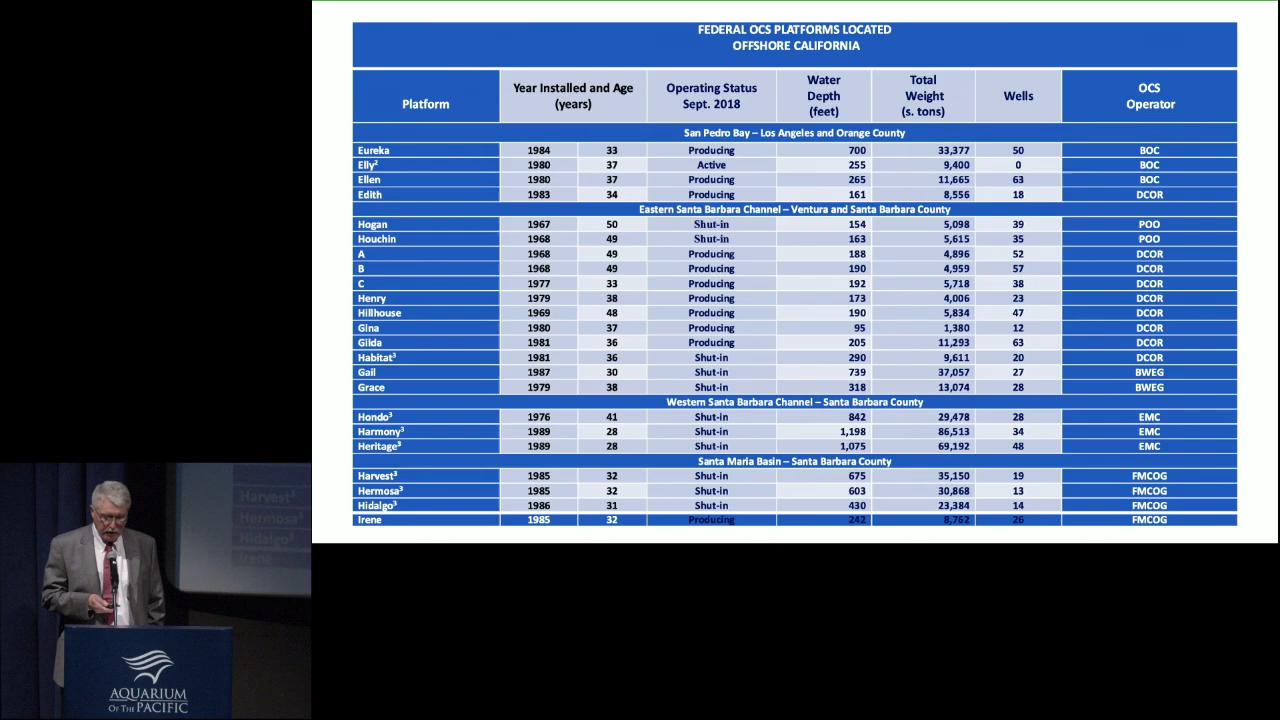 FEDERAL OCS PLATFORMS LOCATED
OFFSHORE CALIFORNIA
Platform Year Installed and Age (years) Operating Status Sept. 2018 Water Depth (feet) Total Weight (s. tons) Wells OCS Operator
San Pedro Bay – Los Angeles and Orange County
Eureka 1984 33 Producing 700 33,377 50 BOC
Elly² 1980 37 Active 255 9,400 0 BOC
Ellen 1980 37 Producing 265 11,665 63 BOC
Edith 1983 34 Producing 161 8,556 18 DCOR
Eastern Santa Barbara Channel – Ventura and Santa Barbara County
Hogan 1967 50 Shut-in 154 5,098 39 POO
Houchin 1968 49 Shut-in 163 5,615 35 POO
A 1968 49 Producing 188 4,896 52 DCOR
B 1968 49 Producing 190 4,959 57 DCOR
C 1977 33 Producing 192 5,718 38 DCOR
Henry 1979 38 Producing 173 4,006 23 DCOR
Hillhouse 1969 48 Producing 190 5,834 47 DCOR
Gina 1980 37 Producing 95 1,380 12 DCOR
Gilda 1981 36 Producing 205 11,293 63 DCOR
Habitat³ 1981 36 Shut-in 290 9,611 20 DCOR
Gail 1987 30 Shut-in 739 37,057 27 BWEG
Grace 1979 38 Shut-in 318 13,074 28 BWEG
Western Santa Barbara Channel – Santa Barbara County
Hondo³ 1976 41 Shut-in 842 29,478 28 EMC
Harmony³ 1989 28 Shut-in 1,198 86,513 34 EMC
Heritage³ 1989 28 Shut-in 1,075 69,192 48 EMC
Santa Maria Basin – Santa Barbara County
Harvest³ 1985 32 Shut-in 675 35,150 19 FMCOG
Hermosa³ 1985 32 Shut-in 603 30,868 13 FMCOG
Hidalgo³ 1986 31 Shut-in 430 23,384 14 FMCOG
Irene 1985 32 Producing 242 8,762 26 FMCOG
Harvest³
Hermosa³
Hidalgo³
Irene
AQUARIUM
OF THE PACIFIC